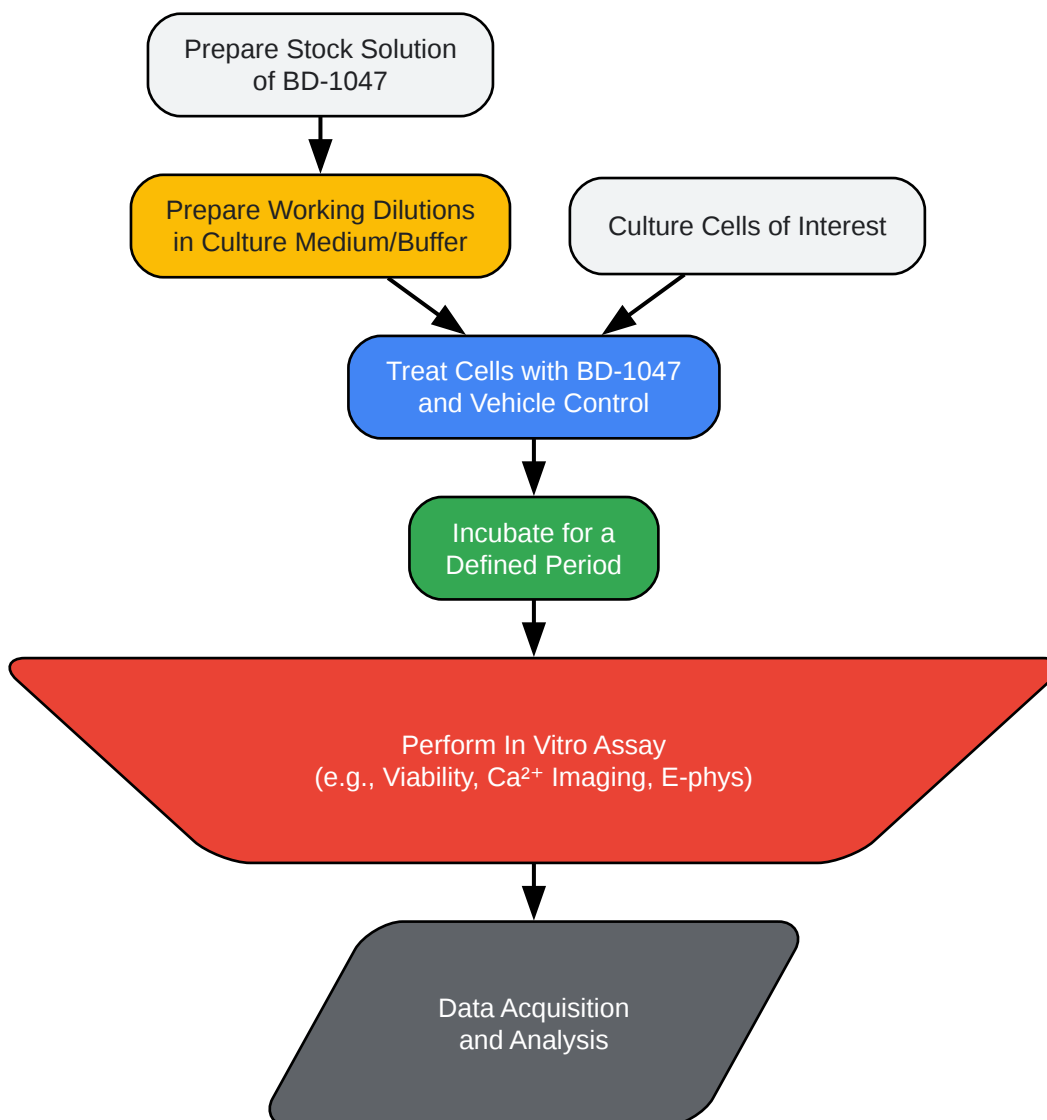 Prepare Stock Solution
of BD-1047
Prepare Working Dilutions
in Culture Medium/Buffer
Culture Cells of Interest
Treat Cells with BD-1047
and Vehicle Control
Incubate for a
Defined Period
Perform In Vitro Assay
(e.g., Viability, Ca²⁺ Imaging, E-phys)
Data Acquisition
and Analysis